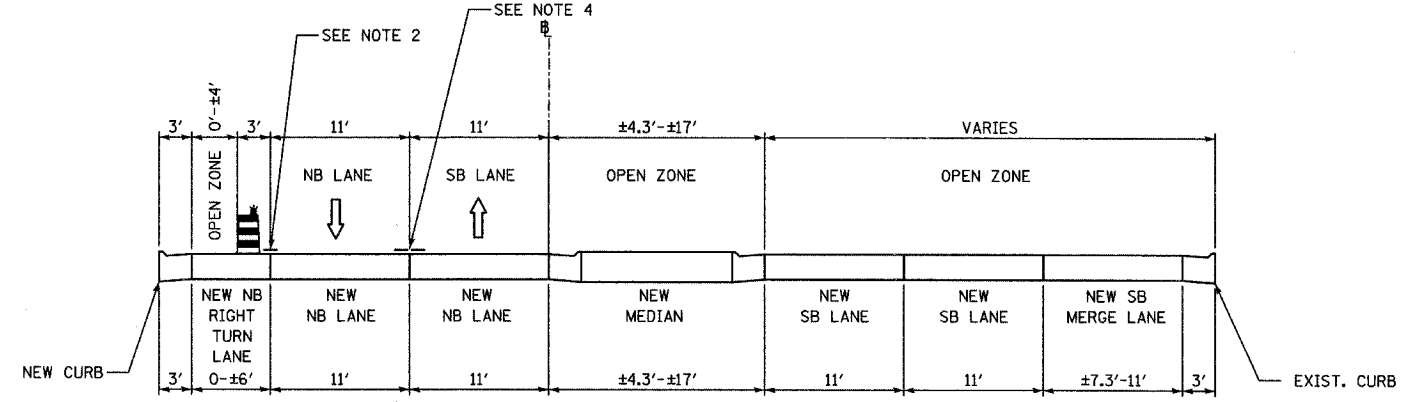 SEE NOTE 4
SEE NOTE 2
3'
0'-±4'
3'
11'
11'
±4.3'-±17'
VARIES
OPEN ZONE
NB LANE
SB LANE
OPEN ZONE
OPEN ZONE
NEW NB
RIGHT
TURN
LANE
NEW
NB LANE
NEW
NB LANE
NEW
MEDIAN
NEW
SB LANE
NEW
SB LANE
NEW SB
MERGE LANE
NEW CURB
3'
0-±6'
11'
11'
±4.3'-±17'
11'
11'
±7.3'-11'
3'
EXIST. CURB